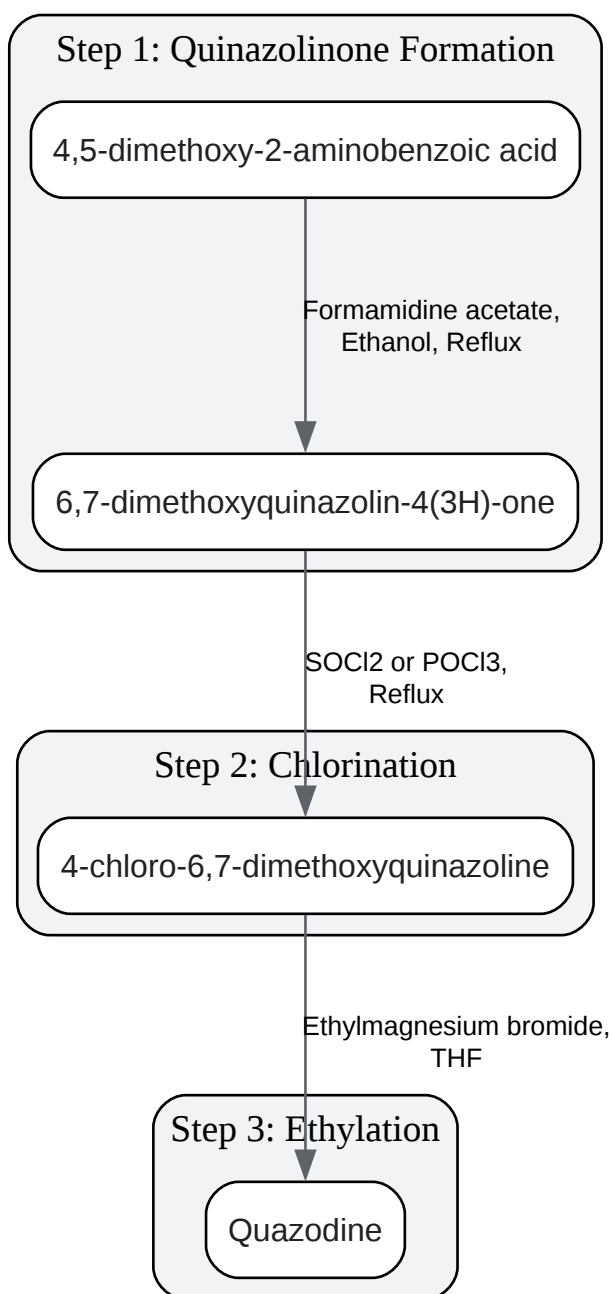 Step 1: Quinazolinone Formation
4,5-dimethoxy-2-aminobenzoic acid
Formamidine acetate,
Ethanol, Reflux
6,7-dimethoxyquinazolin-4(3H)-one
SOCl2 or POCl3,
Reflux
Step 2: Chlorination
4-chloro-6,7-dimethoxyquinazoline
Ethylmagnesium bromide,
THF
Step 3: Ethylation
Quazodine